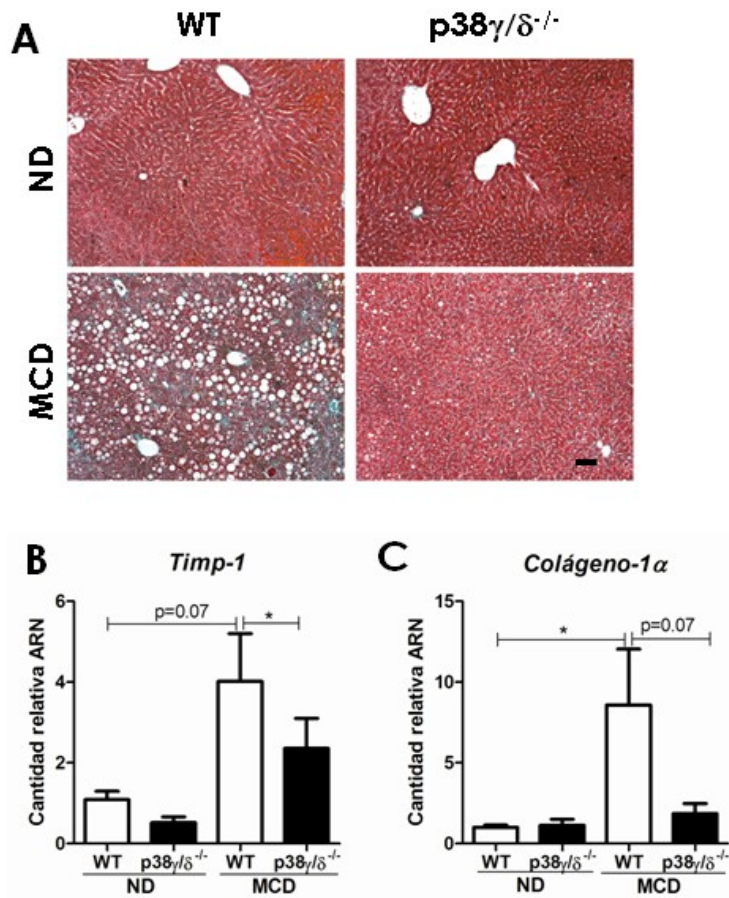 A
WT p38γ/δ-/-
ND
MCD
B Timp-1
p=0.07 *
Cantidad relativa ARN
6
4
2
0
WT p38γ/δ-/- WT p38γ/δ-/-
ND MCD
C Colágeno-1α
* p=0.07
Cantidad relativa ARN
15
10
5
0
WT p38γ/δ-/- WT p38γ/δ-/-
ND MCD